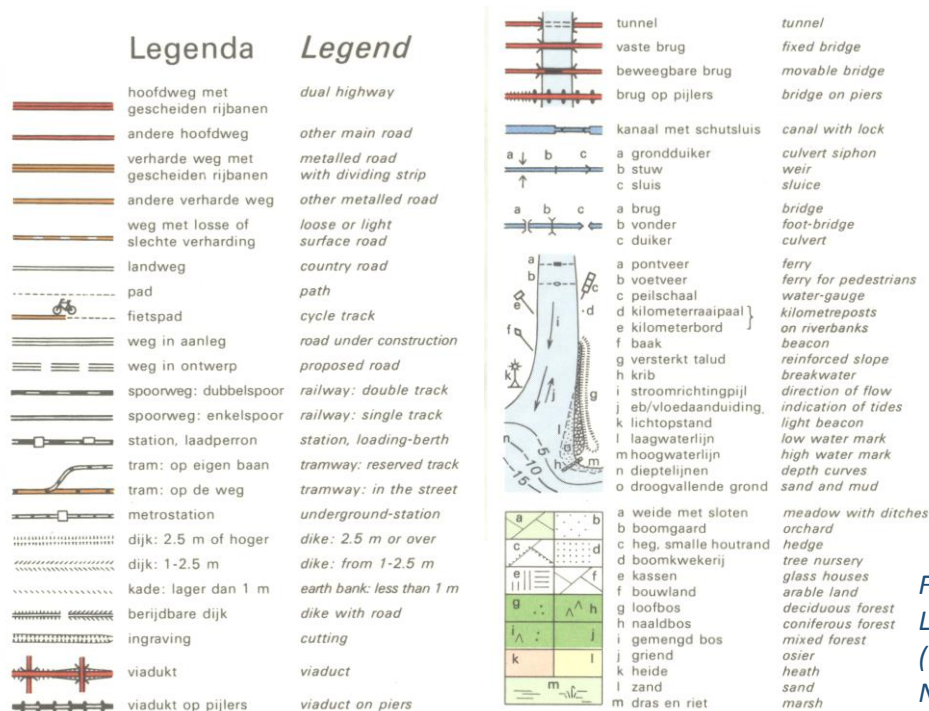 Legenda Legend
hoofdweg met dual highway
gescheiden rijbanen
andere hoofdweg other main road
verharde weg met metalled road
gescheiden rijbanen with dividing strip
andere verharde weg other metalled road
weg met losse of loose or light
slechte verharding surface road
landweg country road
pad path
fietspad cycle track
weg in aanleg road under construction
weg in ontwerp proposed road
spoorweg: dubbelspoor railway: double track
spoorweg: enkelspoor railway: single track
station, laadperron station, loading-berth
tram: op eigen baan tramway: reserved track
tram: op de weg tramway: in the street
metrostation underground-station
dijk: 2.5 m of hoger dike: 2.5 m or over
dijk: 1-2.5 m dike: from 1-2.5 m
kade: lager dan 1 m earth bank: less than 1 m
berijdbare dijk dike with road
ingraving cutting
viadukt viaduct
viadukt op pijlers viaduct on piers
tunnel tunnel
vaste brug fixed bridge
beweegbare brug movable bridge
brug op pijlers bridge on piers
kanaal met schutsluis canal with lock
a b c a grondduiker culvert siphon
b stuw weir
c sluis sluice
a b c a brug bridge
b vonder foot-bridge
c duiker culvert
a a pontveer ferry
b b voetveer ferry for pedestrians
c c peilschaal water-gauge
d d kilometerraaipaal } kilometreposts
e e kilometerbord on riverbanks
f f baak beacon
g versterkt talud reinforced slope
h krib breakwater
i i stroomrichtingpijl direction of flow
j j eb/vloedaanduiding, indication of tides
k k lichtopstand light beacon
g
l l laagwaterlijn low water mark
m m hoogwaterlijn high water mark
n n dieptelijnen depth curves
o o droogvallende grond sand and mud
h
-5
-10
-15
a b a weide met sloten meadow with ditches
b boomgaard orchard
c d c heg, smalle houtrand hedge
d boomkwekerij tree nursery
e f e kassen glass houses
f bouwland arable land
g h g loofbos deciduous forest
h naaldbos coniferous forest
i j i gemengd bos mixed forest
j griend osier
k l k heide heath
l zand sand
m m dras en riet marsh
F
L
(
N